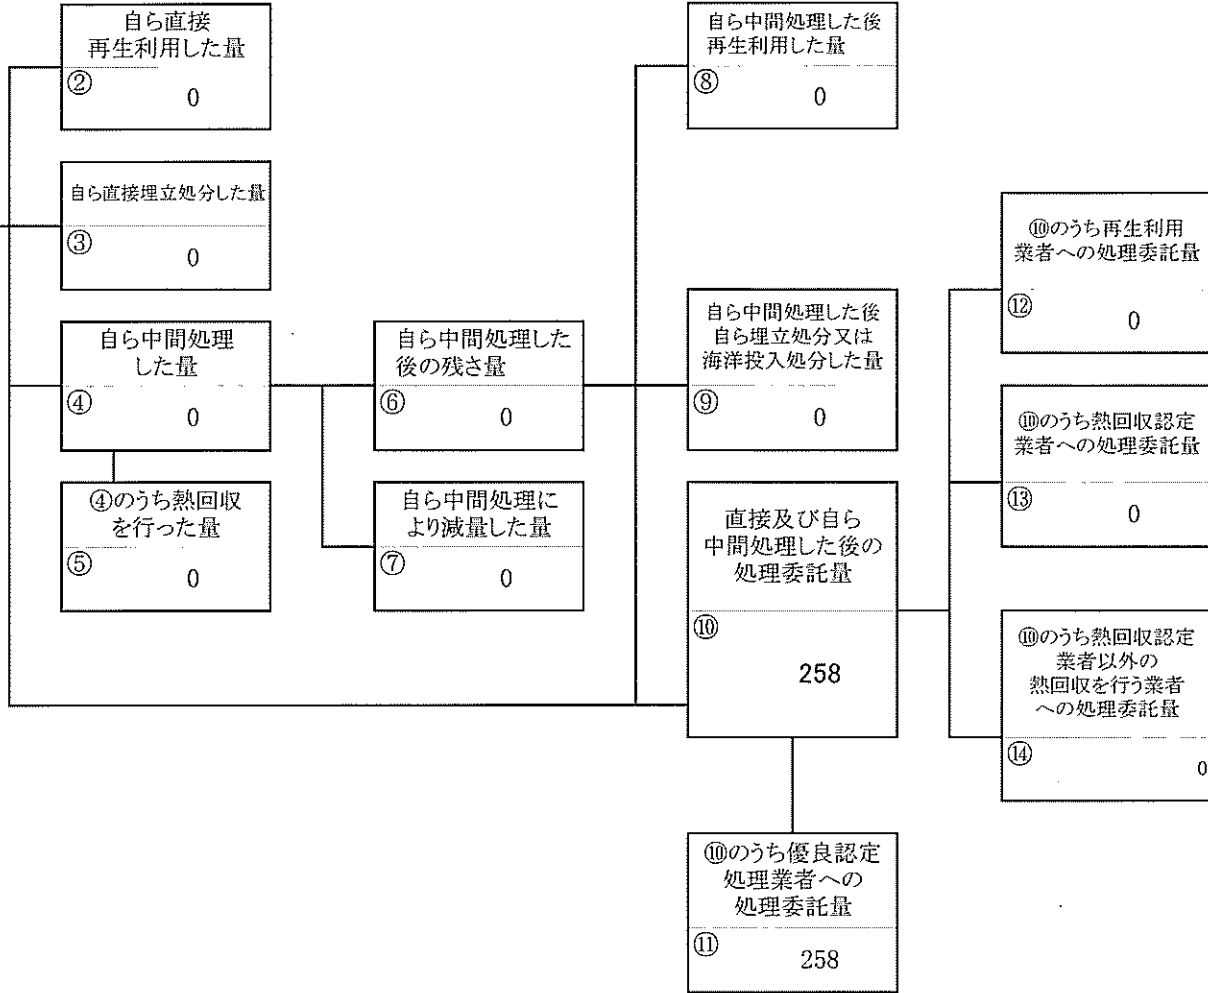 自ら直接
再生利用した量
②
0
自ら直接埋立処分した量
③
0
自ら中間処理
した量
④
0
④のうち熱回収
を行った量
⑤
0
自ら中間処理した
後の残さ量
⑥
0
自ら中間処理に
より減量した量
⑦
0
自ら中間処理した後
再生利用した量
⑧
0
自ら中間処理した後
自ら埋立処分又は
海洋投入処分した量
⑨
0
直接及び自ら
中間処理した後の
処理委託量
⑩
258
⑩のうち優良認定
処理業者への
処理委託量
⑪
258
⑩のうち再生利用
業者への処理委託量
⑫
0
⑩のうち熱回収認定
業者への処理委託量
⑬
0
⑩のうち熱回収認定
業者以外の
熱回収を行う業者
への処理委託量
⑭
0 0